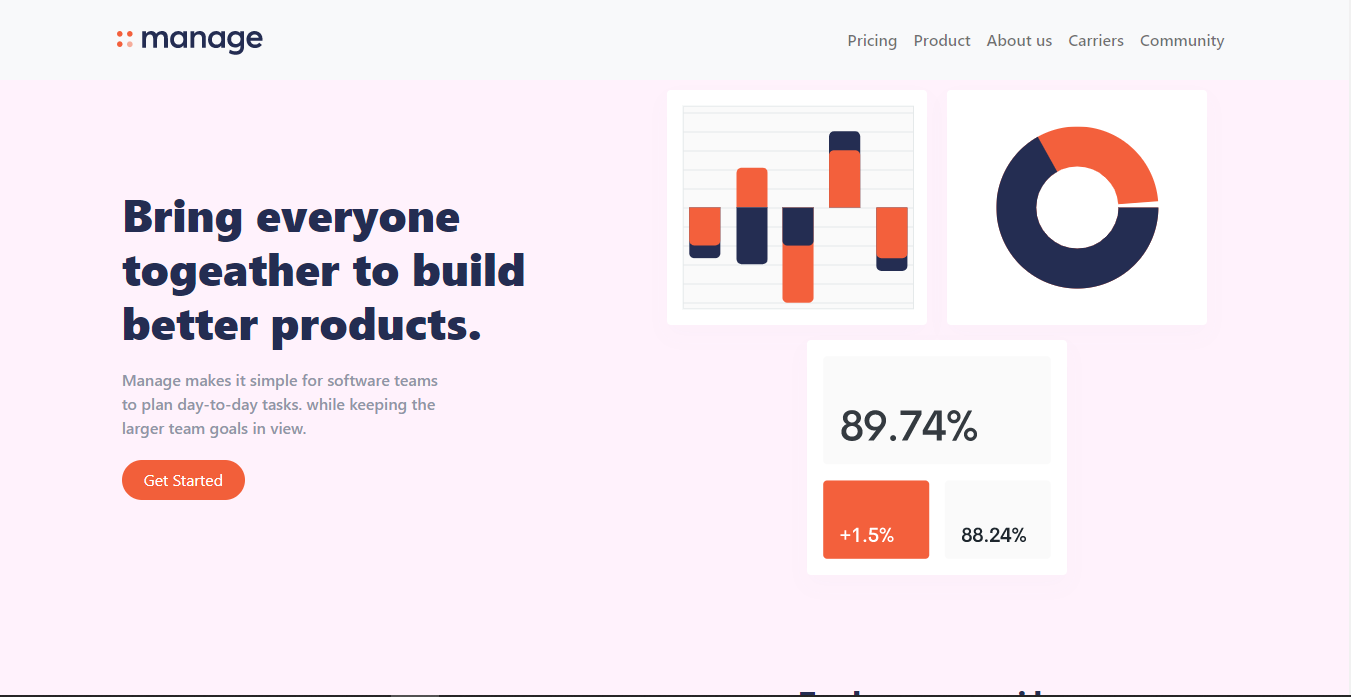 manage
Pricing Product About us Carriers Community
Bring everyone
togeather to build
better products.
Manage makes it simple for software teams
to plan day-to-day tasks. while keeping the
larger team goals in view.
Get Started
89.74%
+1.5% 88.24%